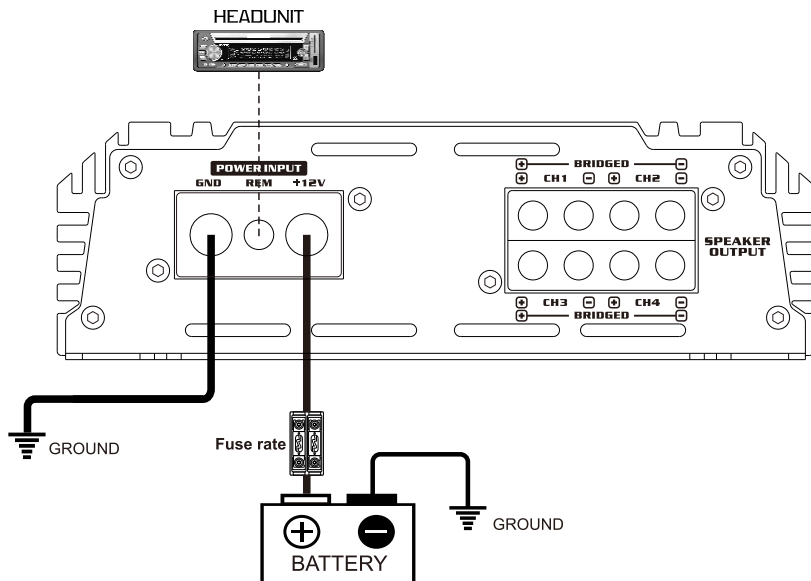 HEADUNIT
POWER INPUT
GND REM +12V
+ BRIDGED −
+ CH1 − + CH2 −
SPEAKER
OUTPUT
+ CH3 − + CH4 −
+ BRIDGED −
GROUND
Fuse rate
GROUND
+ −
BATTERY